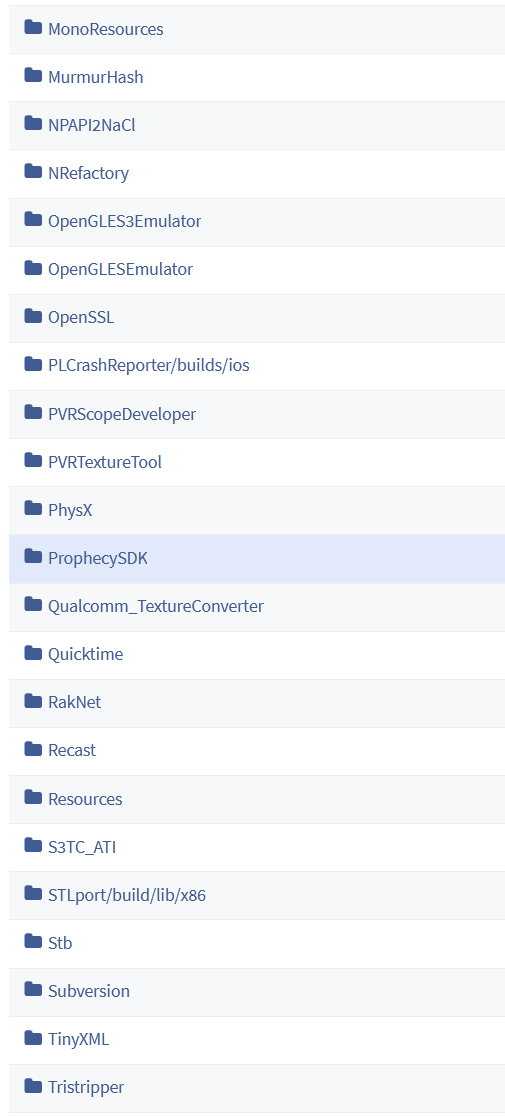 MonoResources
MurmurHash
NPAPI2NaCl
NRefactory
OpenGLES3Emulator
OpenGLESEmulator
OpenSSL
PLCrashReporter/builds/ios
PVRScopeDeveloper
PVRTextureTool
PhysX
ProphecySDK
Qualcomm_TextureConverter
Quicktime
RakNet
Recast
Resources
S3TC_ATI
STLport/build/lib/x86
Stb
Subversion
TinyXML
Tristripper